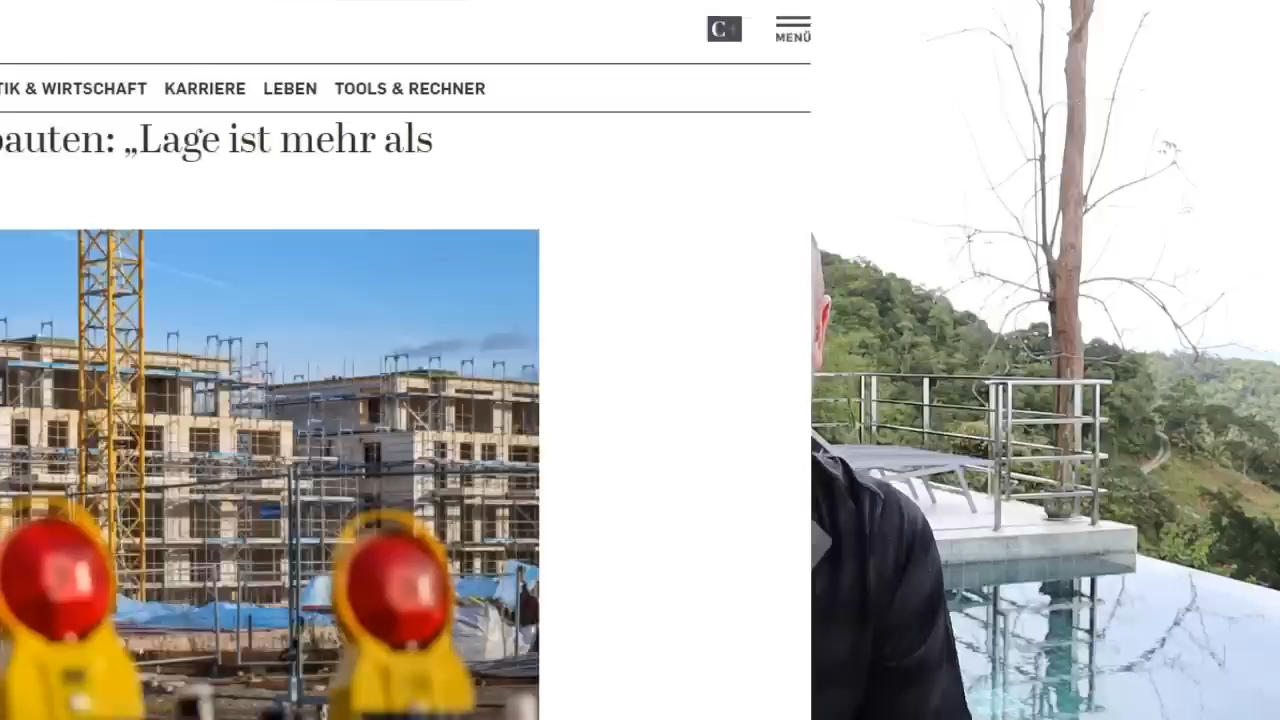 C+
MENÜ
TIK & WIRTSCHAFT KARRIERE LEBEN TOOLS & RECHNER
bauten: „Lage ist mehr als